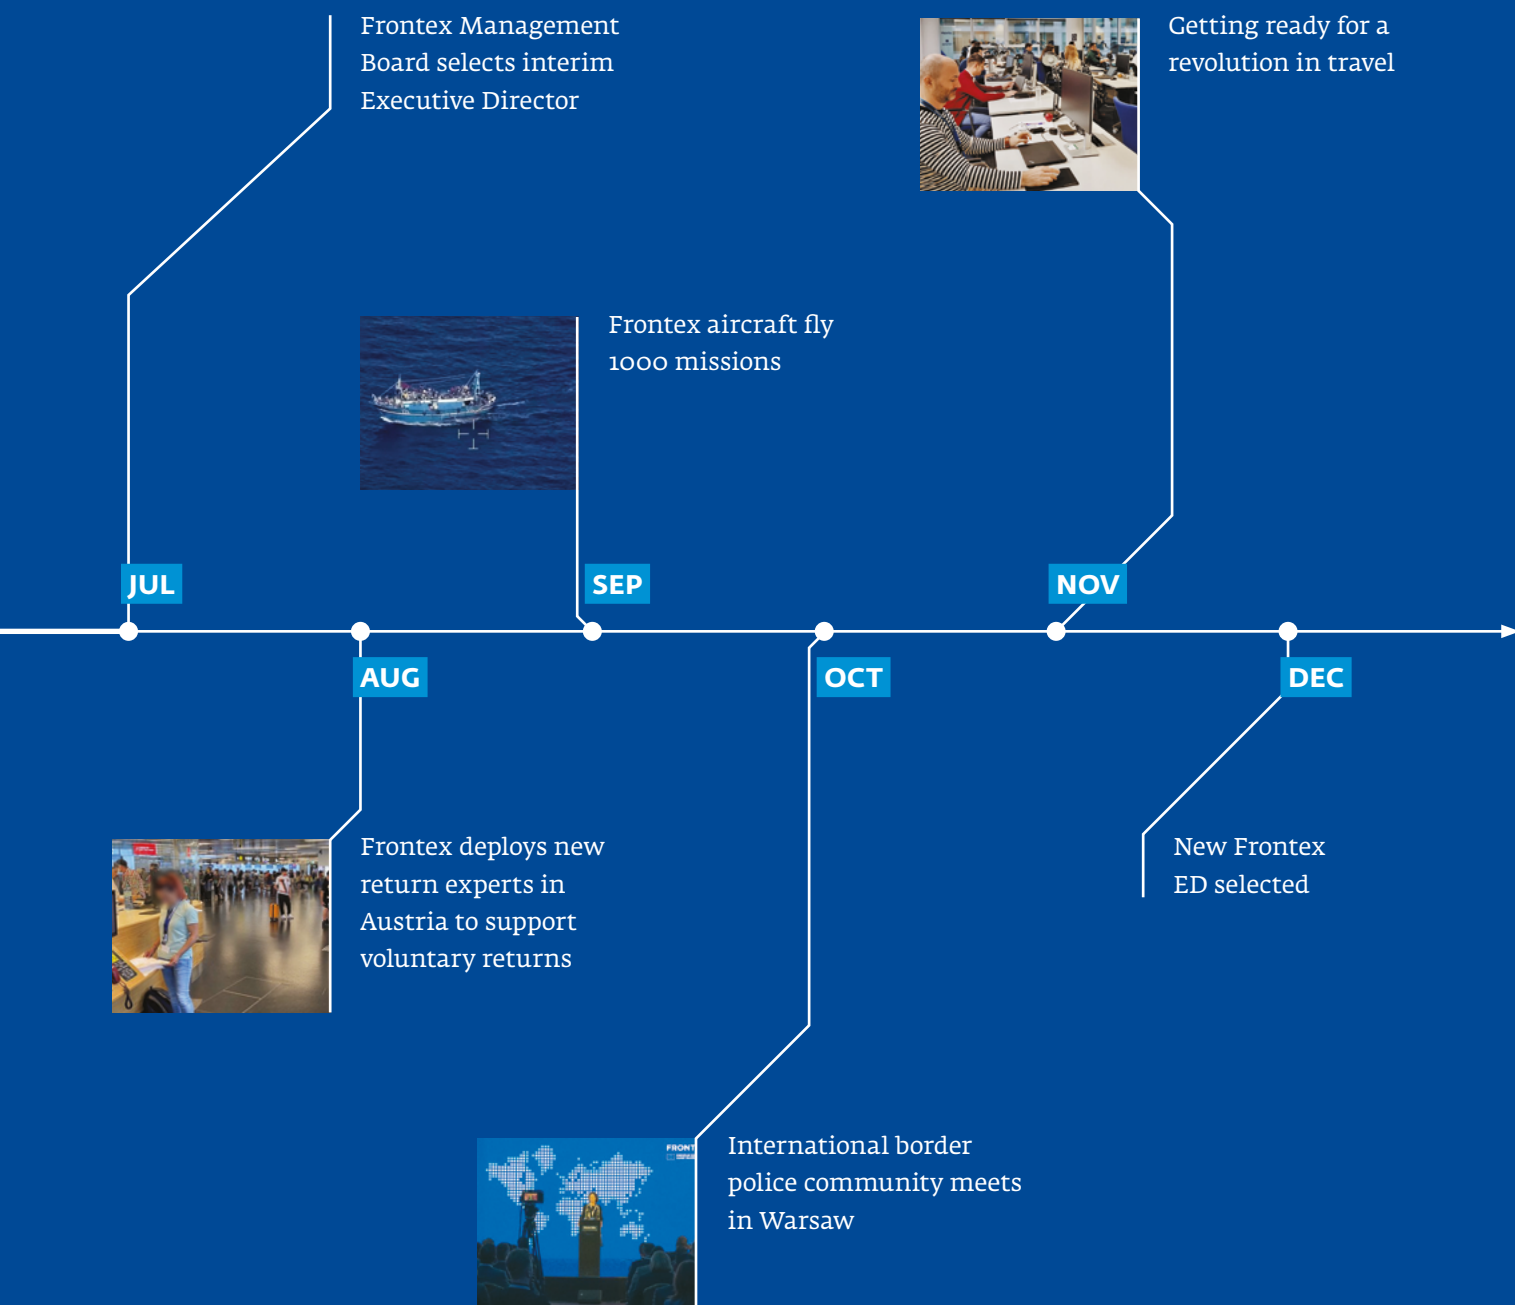 Frontex Management
Board selects interim
Executive Director
Getting ready for a
revolution in travel
Frontex aircraft fly
1000 missions
JUL
SEP
NOV
AUG
OCT
DEC
Frontex deploys new
return experts in
Austria to support
voluntary returns
New Frontex
ED selected
FRONT
International border
police community meets
in Warsaw